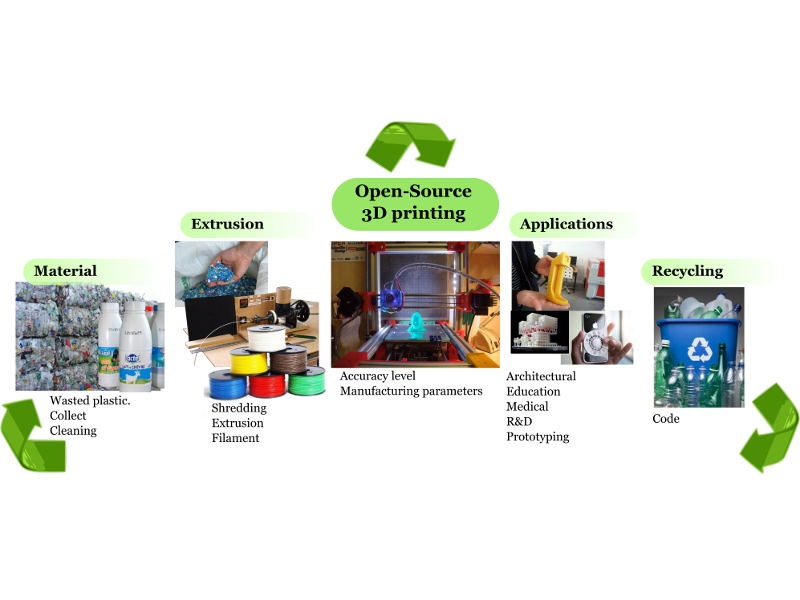 Open-Source
3D printing
Extrusion
Applications
Material
Recycling
Wasted plastic.
Collect
Cleaning
Shredding
Extrusion
Filament
Accuracy level
Manufacturing parameters
Architectural
Education
Medical
R&D
Prototyping
Code